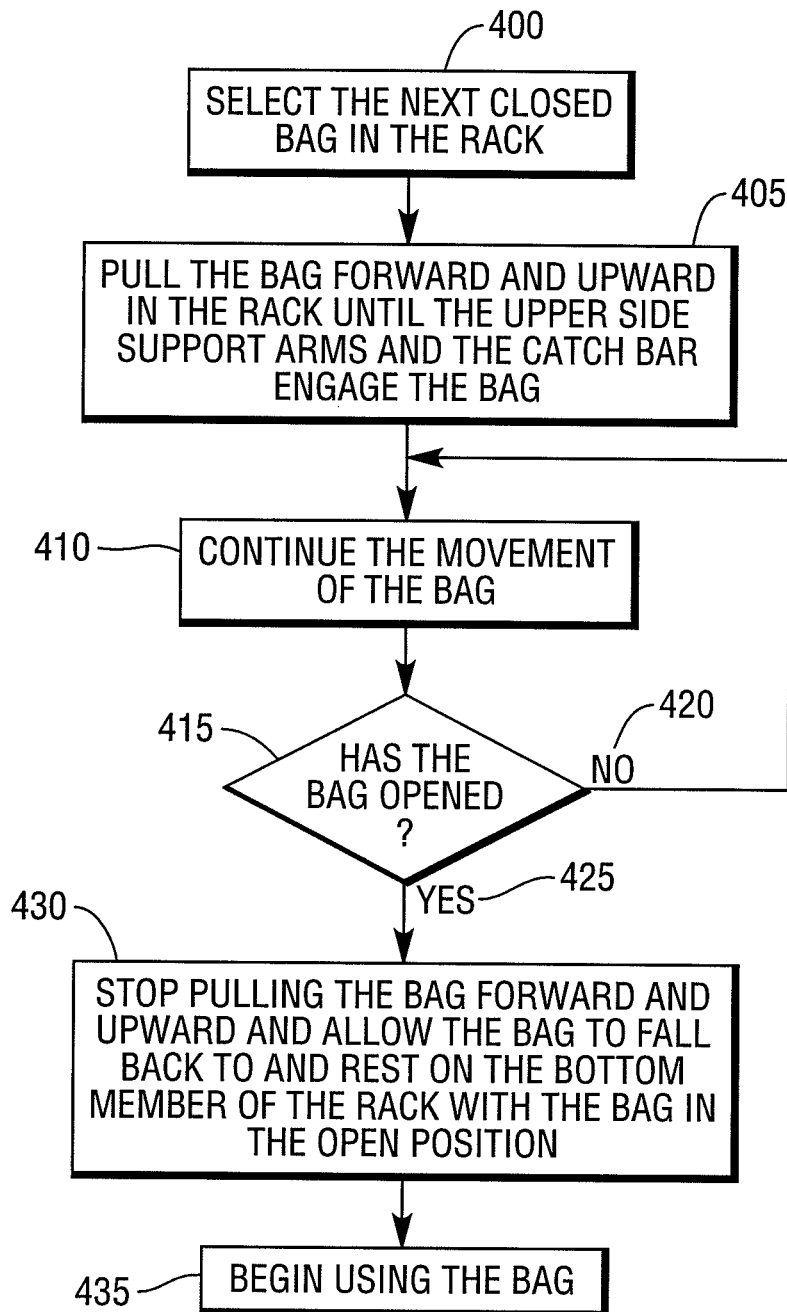 400
SELECT THE NEXT CLOSED
BAG IN THE RACK
405
PULL THE BAG FORWARD AND UPWARD
IN THE RACK UNTIL THE UPPER SIDE
SUPPORT ARMS AND THE CATCH BAR
ENGAGE THE BAG
410
CONTINUE THE MOVEMENT
OF THE BAG
415
HAS THE
BAG OPENED
?
420
NO
YES
425
430
STOP PULLING THE BAG FORWARD AND
UPWARD AND ALLOW THE BAG TO FALL
BACK TO AND REST ON THE BOTTOM
MEMBER OF THE RACK WITH THE BAG IN
THE OPEN POSITION
435
BEGIN USING THE BAG